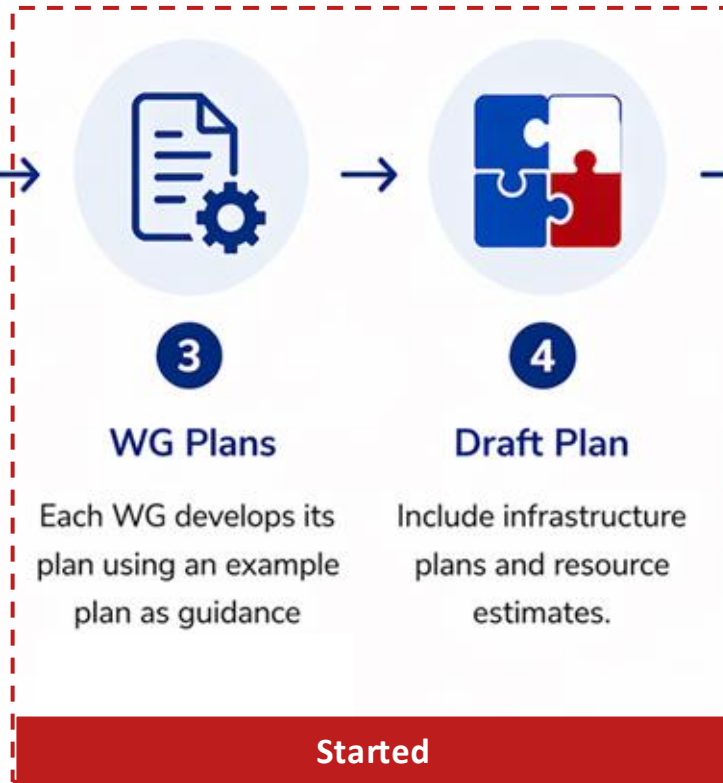 3
WG Plans
Each WG develops its
plan using an example
plan as guidance
4
Draft Plan
Include infrastructure
plans and resource
estimates.
Started